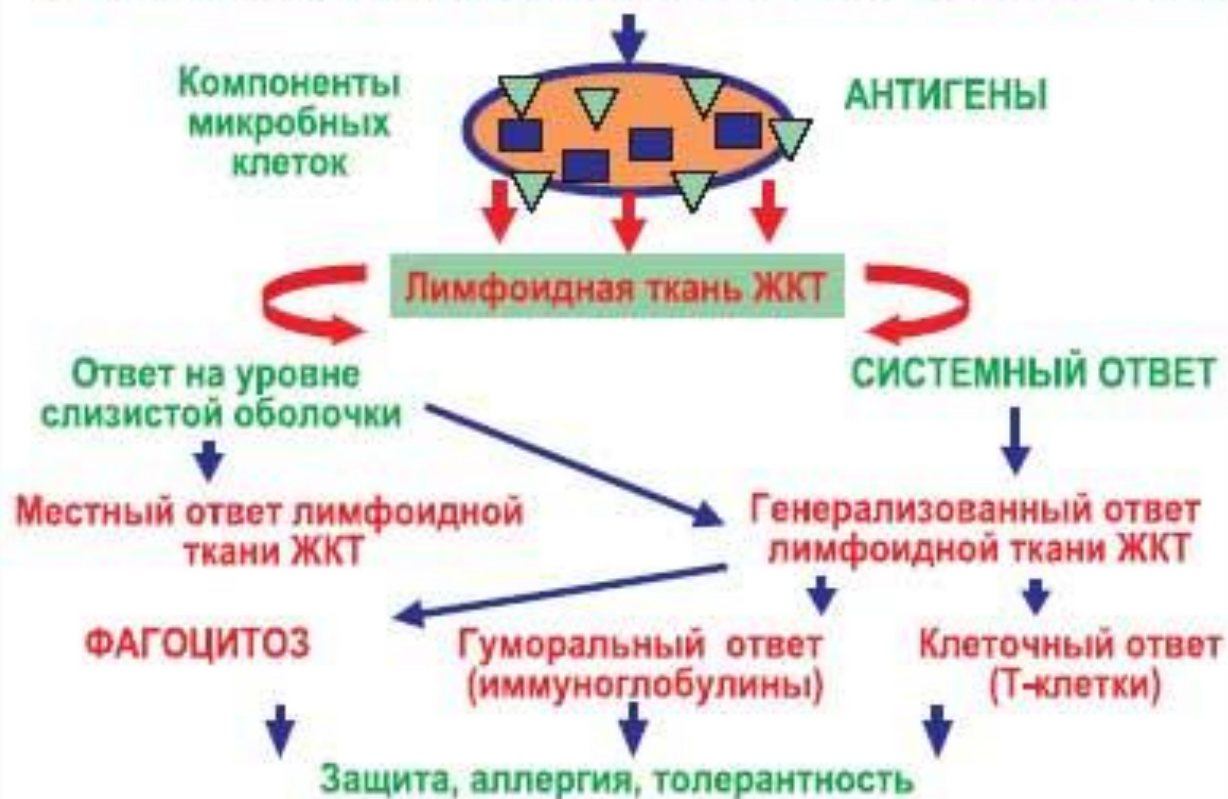 Компоненты
микробных
клеток
АНТИГЕНЫ
Лимфоидная ткань ЖКТ
Ответ на уровне
слизистой оболочки
СИСТЕМНЫЙ ОТВЕТ
Местный ответ лимфоидной
ткани ЖКТ
Генерализованный ответ
лимфоидной ткани ЖКТ
ФАГОЦИТОЗ
Гуморальный ответ
(иммуноглобулины)
Клеточный ответ
(Т-клетки)
Защита, аллергия, толерантность